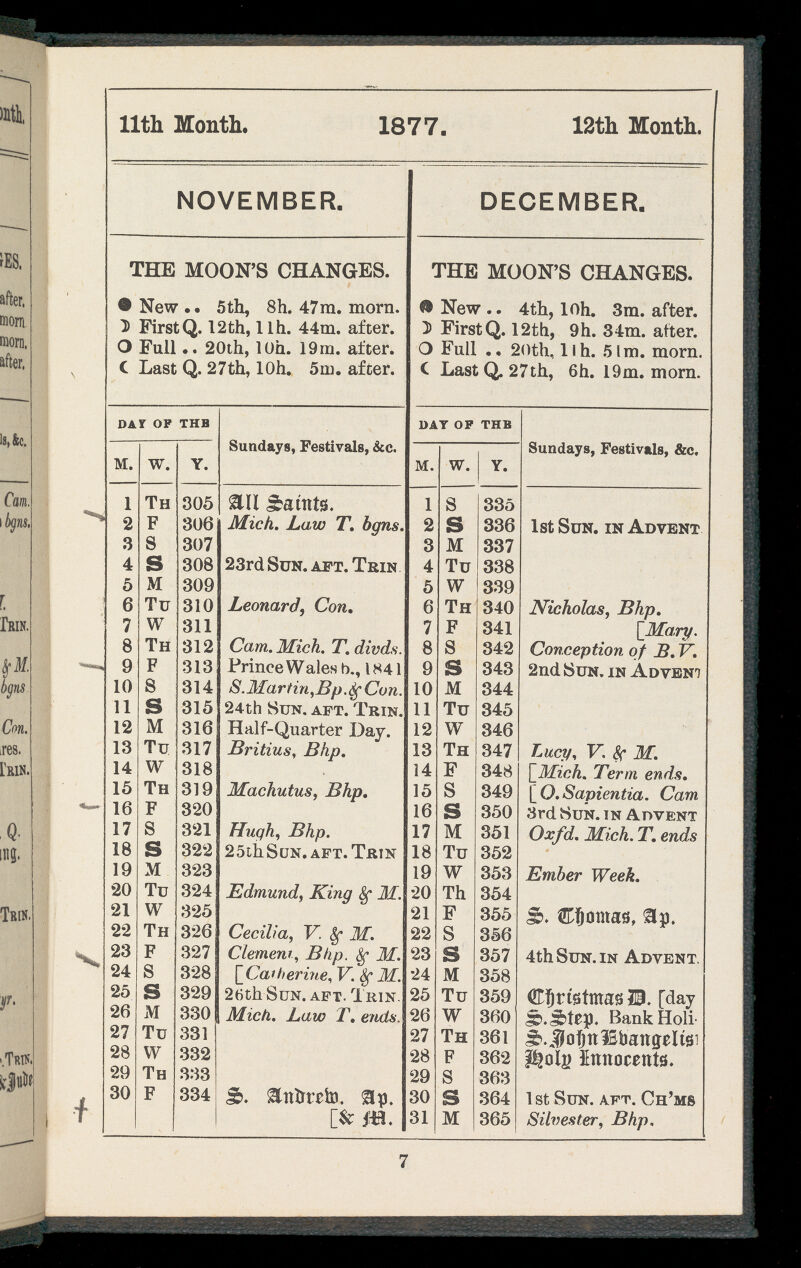 11th Month. 1877. 12th Month.
NOVEMBER.
THE MOON'S CHANGES.
● New .. 5th, 8h. 47m. morn.
☽ First Q. 12th, 11h. 44m. after.
○ Full .. 20th, 10h. 19m. after.
☾ Last Q. 27th, 10h. 5m. after.
DAY OF THE
M. W. Y. Sundays, Festivals, &c.
1 TH 305 All Saints.
2 F 306 Mich. Law T. bgns.
3 S 307
4 S 308 23rd SUN. AFT. TRIN
5 M 309
6 TU 310 Leonard, Con.
7 W 311
8 TH 312 Cam. Mich. T. divds.
9 F 313 Prince Wales b., 1841
10 S 314 S. Martin, Bp. & Con.
11 S 315 24th SUN. AFT. TRIN.
12 M 316 Half-Quarter Day.
13 TU 317 Britius, Bhp.
14 W 318
15 TH 319 Machutus, Bhp.
16 F 320
17 S 321 Hugh, Bhp.
18 S 322 25th SUN. AFT. TRIN
19 M 323
20 TU 324 Edmund, King & M.
21 W 325
22 TH 326 Cecilia, V. & M.
23 F 327 Clement, Bhp. & M.
24 S 328 [Catherine, V. & M.
25 S 329 26th SUN. AFT. TRIN.
26 M 330 Mich. Law T. ends.
27 TU 331
28 W 332
29 TH 333
30 F 334 S. Andrew. Ap.
[& M.
DECEMBER.
THE MOON'S CHANGES.
● New .. 4th, 10h. 3m. after.
☽ First Q. 12th, 9h. 34m. after.
○ Full .. 20th, 11h. 51m. morn.
☾ Last Q. 27th, 6h. 19m. morn.
DAY OF THE
M. W. Y. Sundays, Festivals, &c.
1 S 335
2 S 336 1st SUN. IN ADVENT
3 M 337
4 TU 338
5 W 339
6 TH 340 Nicholas, Bhp.
7 F 341 [Mary.
8 S 342 Conception of B. V.
9 S 343 2nd SUN. IN ADVENT
10 M 344
11 TU 345
12 W 346
13 TH 347 Lucy, V. & M.
14 F 348 [Mich. Term ends.
15 S 349 [O. Sapientia. Cam
16 S 350 3rd SUN. IN ADVENT
17 M 351 Oxfd. Mich. T. ends
18 TU 352
19 W 353 Ember Week.
20 Th 354
21 F 355 S. Thomas, Ap.
22 S 356
23 S 357 4th SUN. IN ADVENT.
24 M 358
25 TU 359 Christmas D. [day
26 W 360 S. Step. Bank Holi-
27 TH 361 S. John Evangelist
28 F 362 Holy Innocents.
29 S 363
30 S 364 1st SUN. AFT. CH'MS
31 M 365 Silvester, Bhp.
7
after.
morn
morn.
after.
Cam.
bgns.
TRIN.
& M.
bgns
Con.
TRIN.
Q.
TRIN.
yr.
TRIN.